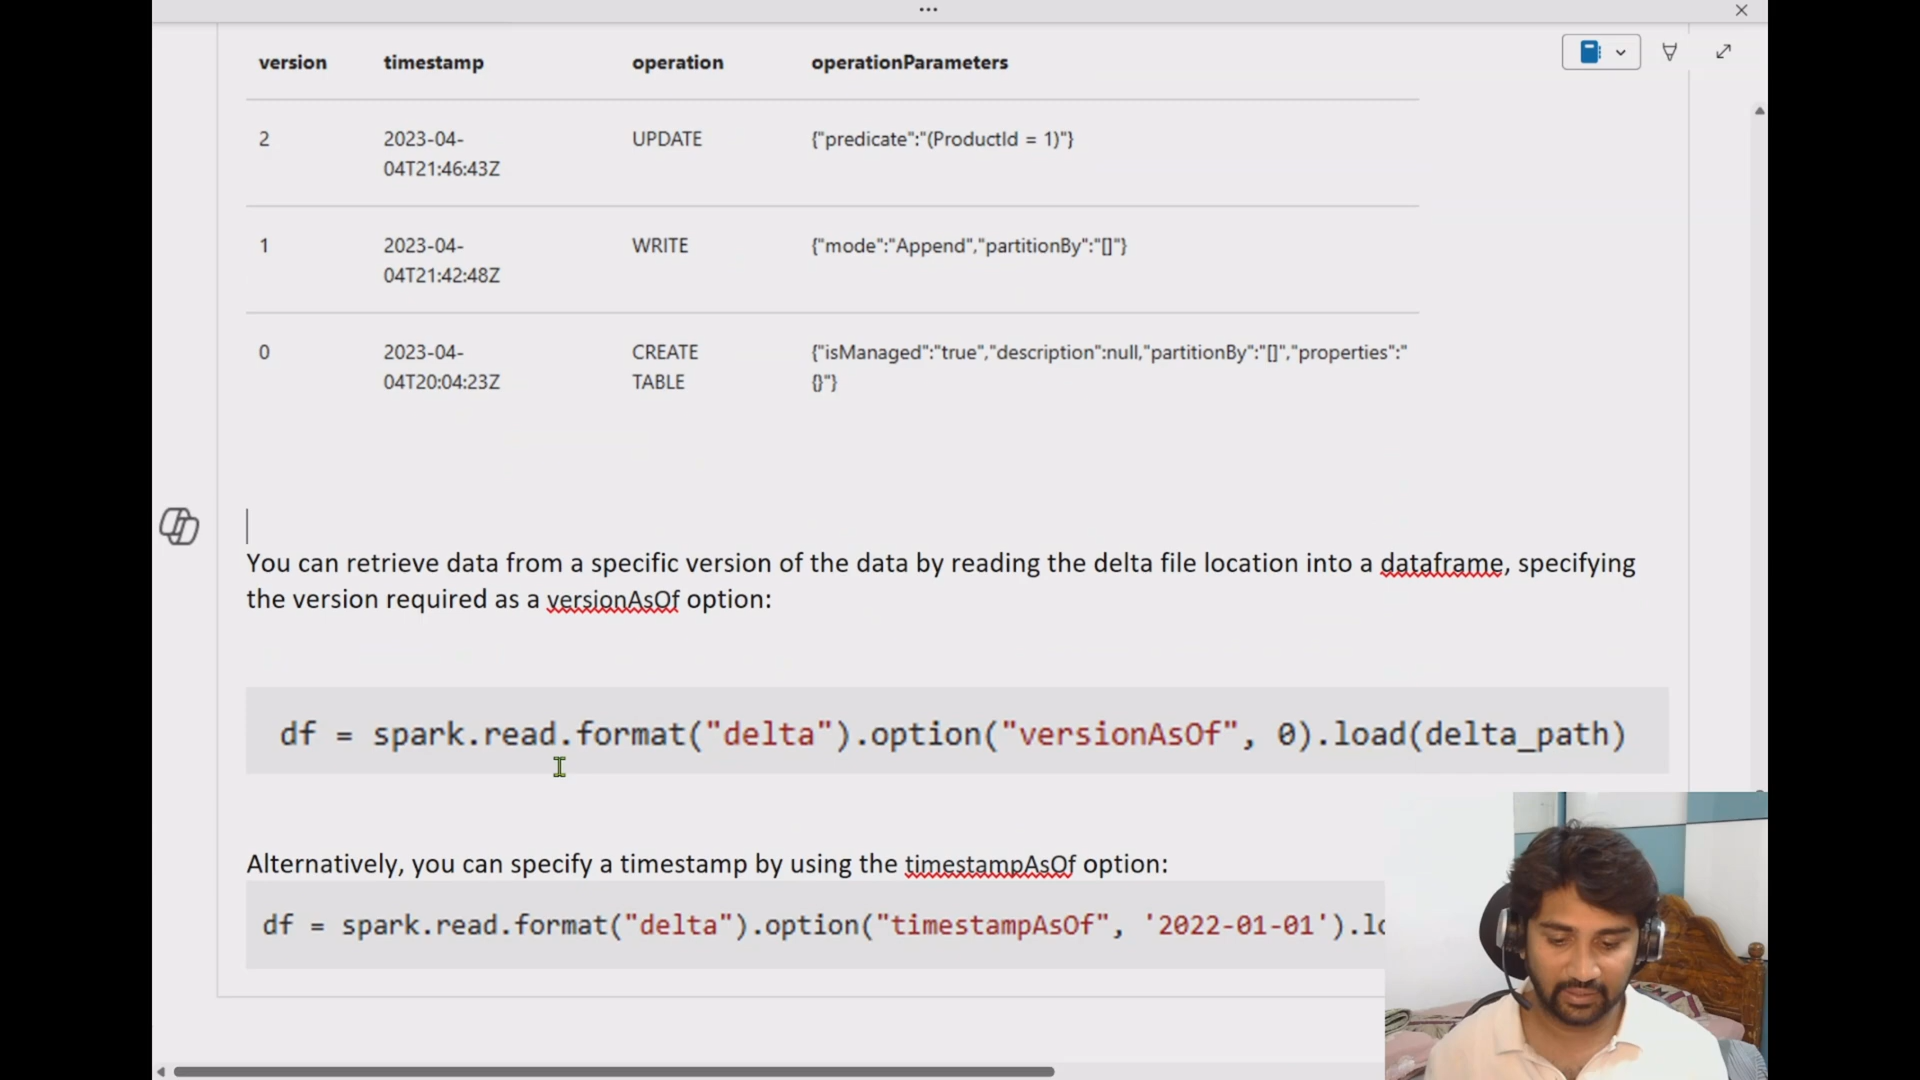 version timestamp operation operationParameters
2 2023-04-04T21:46:43Z UPDATE {"predicate":"(ProductId = 1)"}
1 2023-04-04T21:42:48Z WRITE {"mode":"Append","partitionBy":"[]"}
0 2023-04-04T20:04:23Z CREATE TABLE {"isManaged":"true","description":null,"partitionBy":"[]","properties":"{}"}
You can retrieve data from a specific version of the data by reading the delta file location into a dataframe, specifying
the version required as a versionAsOf option:
df = spark.read.format("delta").option("versionAsOf", 0).load(delta_path)
Alternatively, you can specify a timestamp by using the timestampAsOf option:
df = spark.read.format("delta").option("timestampAsOf", '2022-01-01').lo